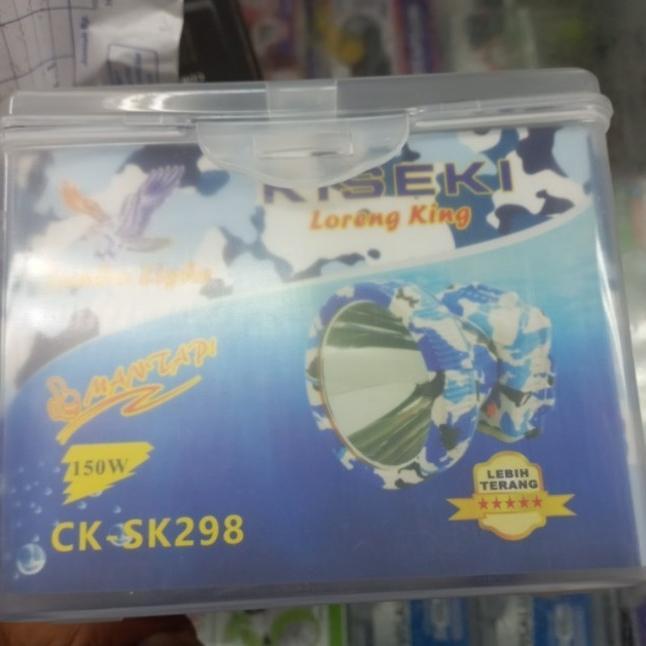 KISEKI
Loreng King
MANTAP!
150W
CK-SK298
LEBIH
TERANG